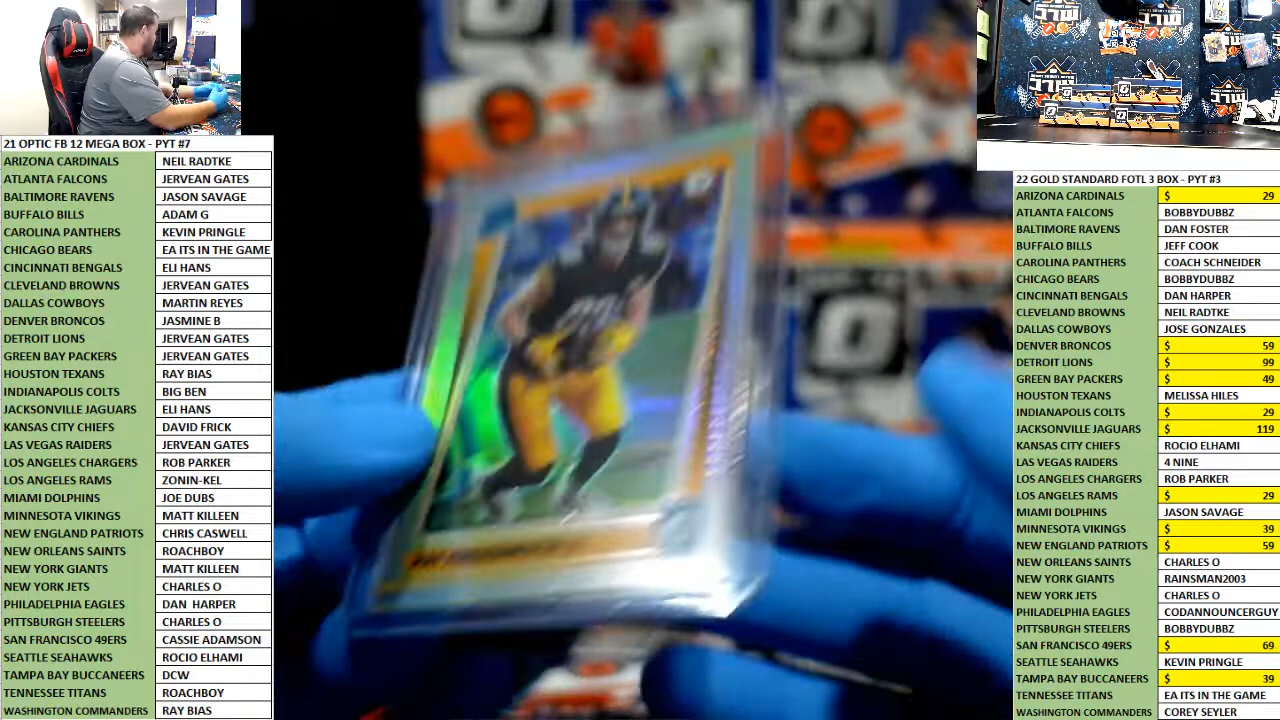 21 OPTIC FB 12 MEGA BOX - PYT #7
ARIZONA CARDINALS NEIL RADTKE
ATLANTA FALCONS JERVEAN GATES
BALTIMORE RAVENS JASON SAVAGE
BUFFALO BILLS ADAM G
CAROLINA PANTHERS KEVIN PRINGLE
CHICAGO BEARS EA ITS IN THE GAME
CINCINNATI BENGALS ELI HANS
CLEVELAND BROWNS JERVEAN GATES
DALLAS COWBOYS MARTIN REYES
DENVER BRONCOS JASMINE B
DETROIT LIONS JERVEAN GATES
GREEN BAY PACKERS JERVEAN GATES
HOUSTON TEXANS RAY BIAS
INDIANAPOLIS COLTS BIG BEN
JACKSONVILLE JAGUARS ELI HANS
KANSAS CITY CHIEFS DAVID FRICK
LAS VEGAS RAIDERS JERVEAN GATES
LOS ANGELES CHARGERS ROB PARKER
LOS ANGELES RAMS ZONIN-KEL
MIAMI DOLPHINS JOE DUBS
MINNESOTA VIKINGS MATT KILLEEN
NEW ENGLAND PATRIOTS CHRIS CASWELL
NEW ORLEANS SAINTS ROACHBOY
NEW YORK GIANTS MATT KILLEEN
NEW YORK JETS CHARLES O
PHILADELPHIA EAGLES DAN HARPER
PITTSBURGH STEELERS CHARLES O
SAN FRANCISCO 49ERS CASSIE ADAMSON
SEATTLE SEAHAWKS ROCIO ELHAMI
TAMPA BAY BUCCANEERS DCW
TENNESSEE TITANS ROACHBOY
WASHINGTON COMMANDERS RAY BIAS
22 GOLD STANDARD FOTL 3 BOX - PYT #3
ARIZONA CARDINALS $ 29
ATLANTA FALCONS BOBBYDUBBZ
BALTIMORE RAVENS DAN FOSTER
BUFFALO BILLS JEFF COOK
CAROLINA PANTHERS COACH SCHNEIDER
CHICAGO BEARS BOBBYDUBBZ
CINCINNATI BENGALS DAN HARPER
CLEVELAND BROWNS NEIL RADTKE
DALLAS COWBOYS JOSE GONZALES
DENVER BRONCOS $ 59
DETROIT LIONS $ 99
GREEN BAY PACKERS $ 49
HOUSTON TEXANS MELISSA HILES
INDIANAPOLIS COLTS $ 29
JACKSONVILLE JAGUARS $ 119
KANSAS CITY CHIEFS ROCIO ELHAMI
LAS VEGAS RAIDERS 4 NINE
LOS ANGELES CHARGERS ROB PARKER
LOS ANGELES RAMS $ 29
MIAMI DOLPHINS JASON SAVAGE
MINNESOTA VIKINGS $ 39
NEW ENGLAND PATRIOTS $ 59
NEW ORLEANS SAINTS CHARLES O
NEW YORK GIANTS RAINSMAN2003
NEW YORK JETS CHARLES O
PHILADELPHIA EAGLES CODANNOUNCERGUY
PITTSBURGH STEELERS BOBBYDUBBZ
SAN FRANCISCO 49ERS $ 69
SEATTLE SEAHAWKS KEVIN PRINGLE
TAMPA BAY BUCCANEERS $ 39
TENNESSEE TITANS EA ITS IN THE GAME
WASHINGTON COMMANDERS COREY SEYLER